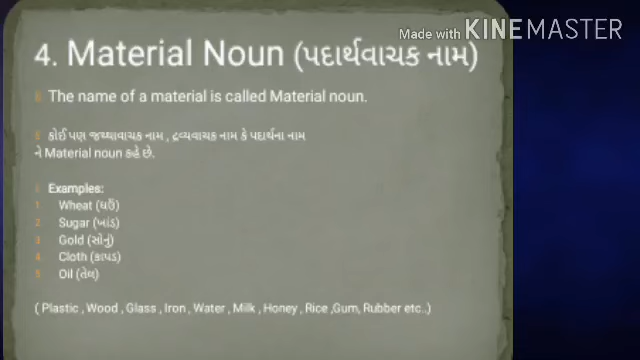 Made with KINEMASTER
4. Material Noun (પદાર્થવાચક નામ)
The name of a material is called Material noun.
કોઈ પણ જથ્થાવાચક નામ , દ્રવ્યવાચક નામ કે પદાર્થના નામ
ને Material noun કહે છે.
Examples:
1 Wheat (ઘઉં)
2 Sugar (ખાંડ)
3 Gold (સોનું)
4 Cloth (કાપડ)
5 Oil (તેલ)
( Plastic , Wood , Glass , Iron , Water , Milk , Honey , Rice ,Gum, Rubber etc..)